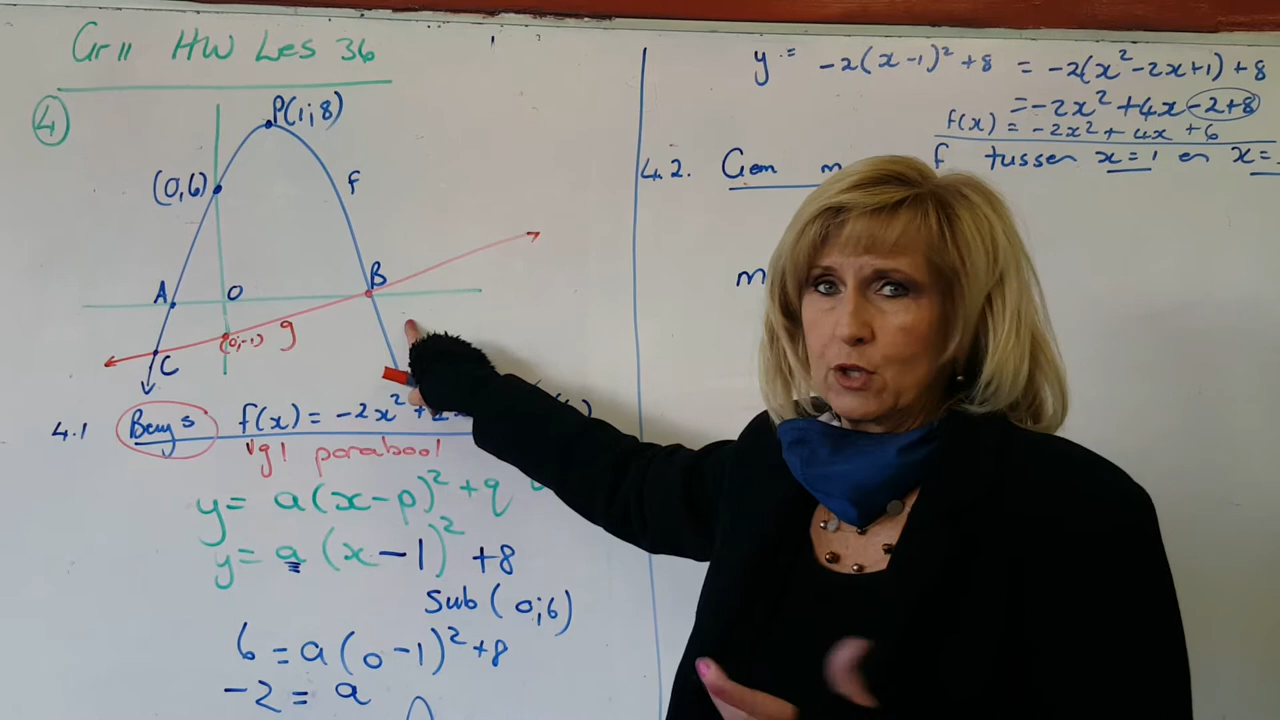 Gr 11 HW Les 36
4
P(1;8)
(0,6)
f
A
O
B
(0,-1)
g
C
4.1 Bewys f(x) = -2x² +
vgl parabool
y = a(x-p)² +q
y = a (x-1)² +8
Sub (0;6)
6 = a(0-1)² +8
-2 = a
y = -2(x-1)² +8 = -2(x²-2x+1) +8
= -2x² +4x -2+8
f(x) = -2x² + 4x +6
4.2. Gem m f tussen x=1 en x=
m